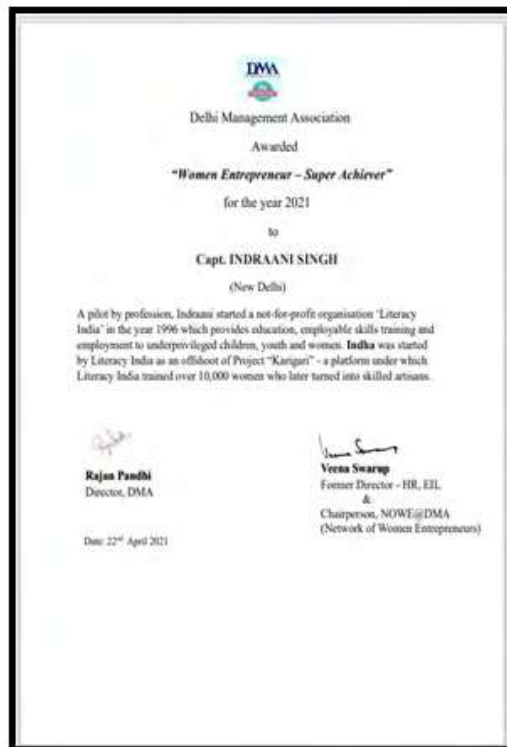 DMA
Delhi Management Association
Awarded
"Women Entrepreneur – Super Achiever"
for the year 2021
to
Capt. INDRAANI SINGH
(New Delhi)
A pilot by profession, Indraani started a not-for-profit organisation 'Literacy
India' in the year 1996 which provides education, employable skills training and
employment to underprivileged children, youth and women. Indha was started
by Literacy India as an offshoot of Project "Karigari" - a platform under which
Literacy India trained over 10,000 women who later turned into skilled artisans.
Rajan Pandhi
Director, DMA
Date: 22nd April 2021
Veena Swarup
Former Director - HR, EIL
&
Chairperson, NOWE@DMA
(Network of Women Entrepreneurs)